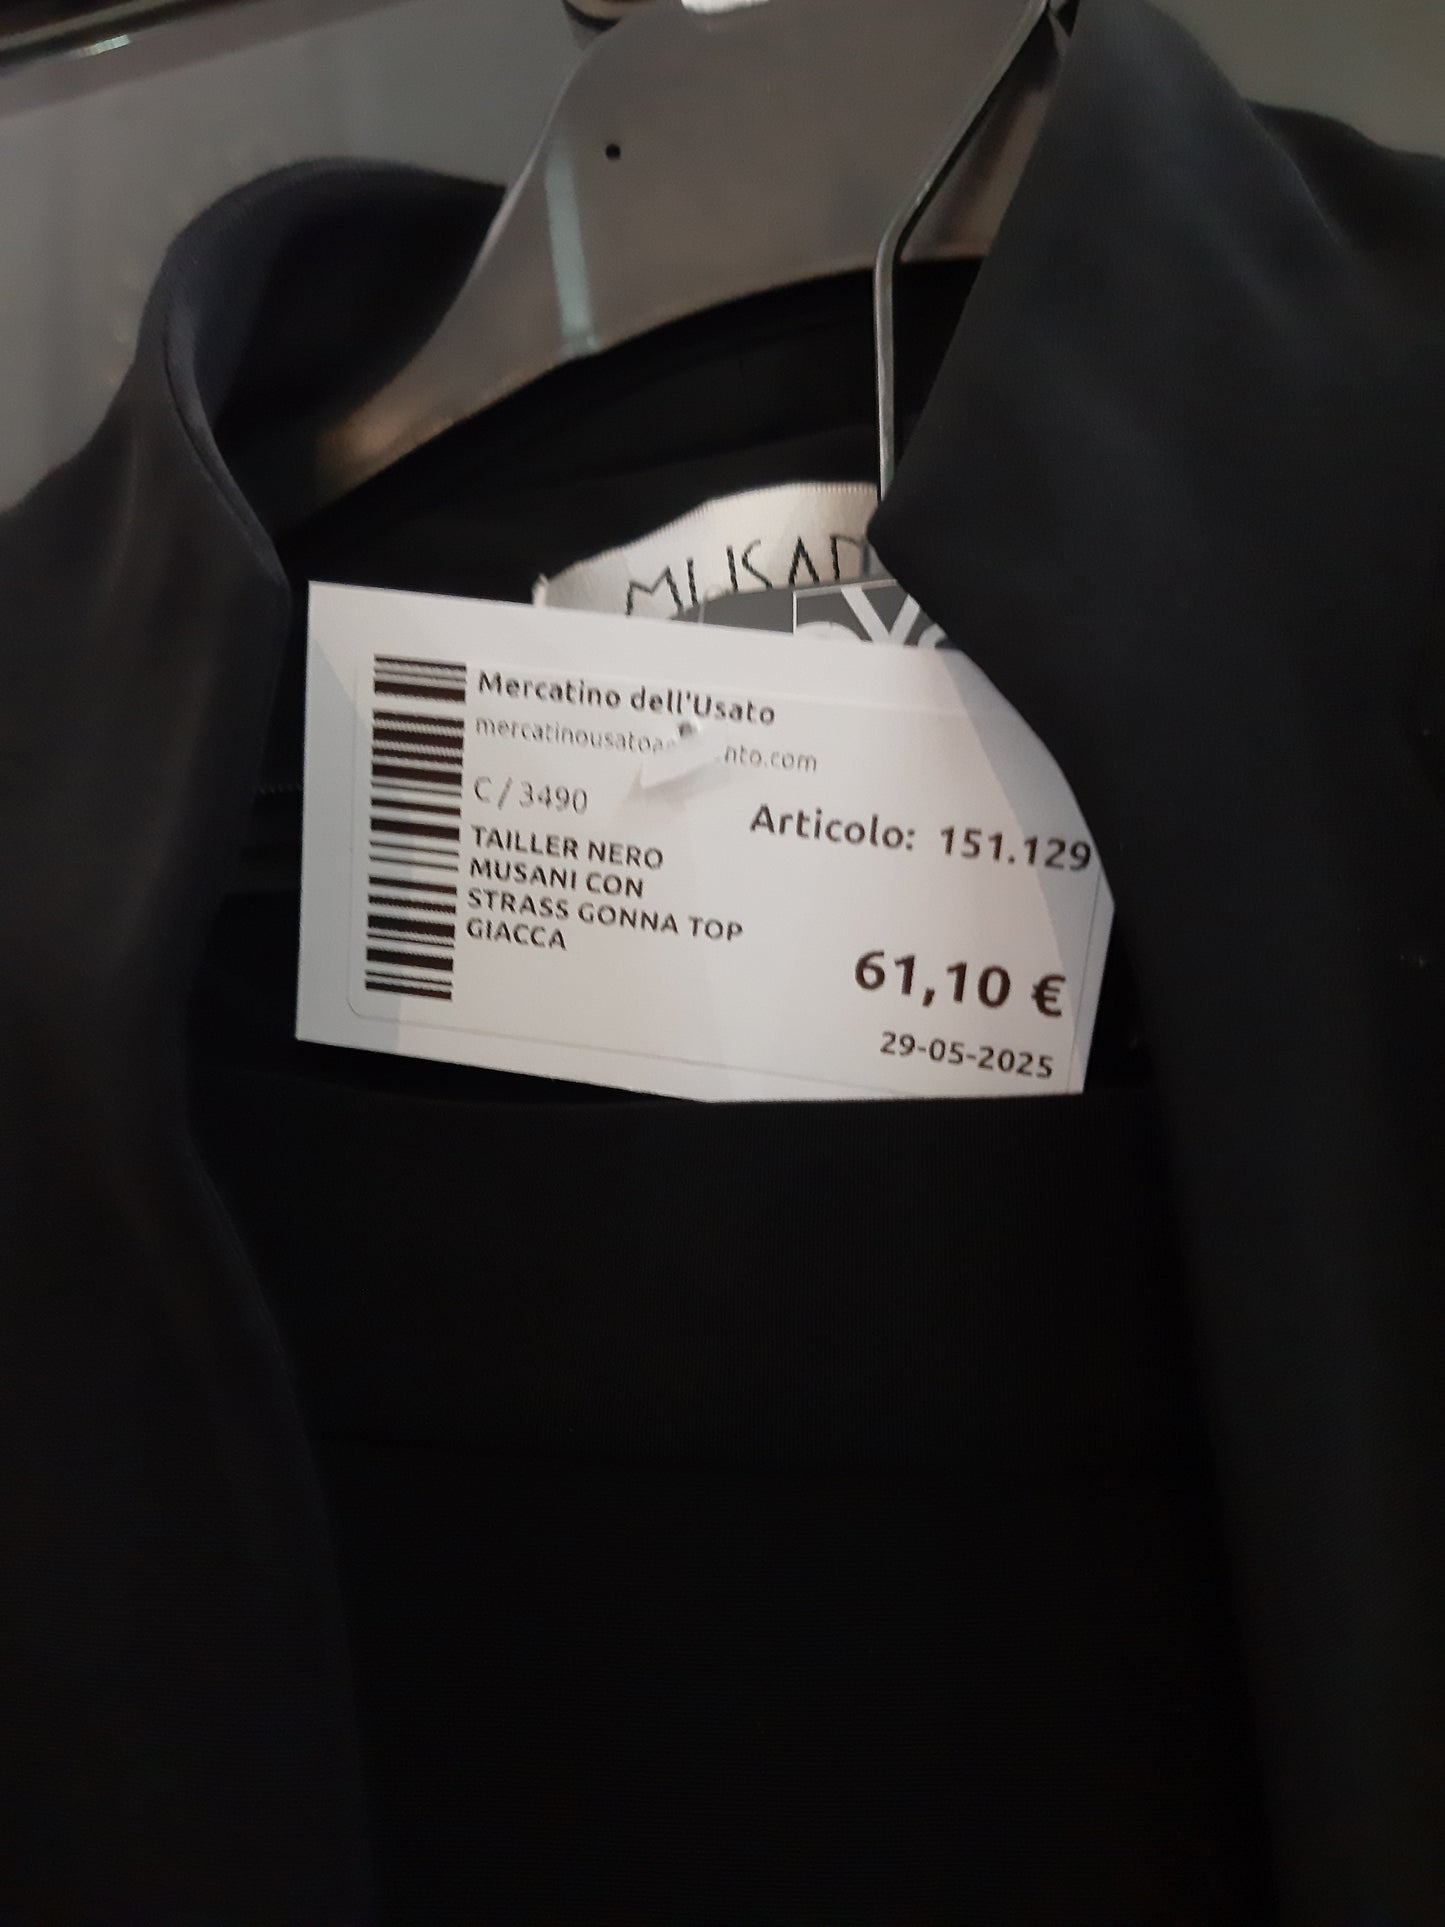 Mercatino dell'Usato
C / 3490
Articolo: 151.129
TAILLER NERO
MUSANI CON
STRASS GONNA TOP
GIACCA
61,10 €
29-05-2025